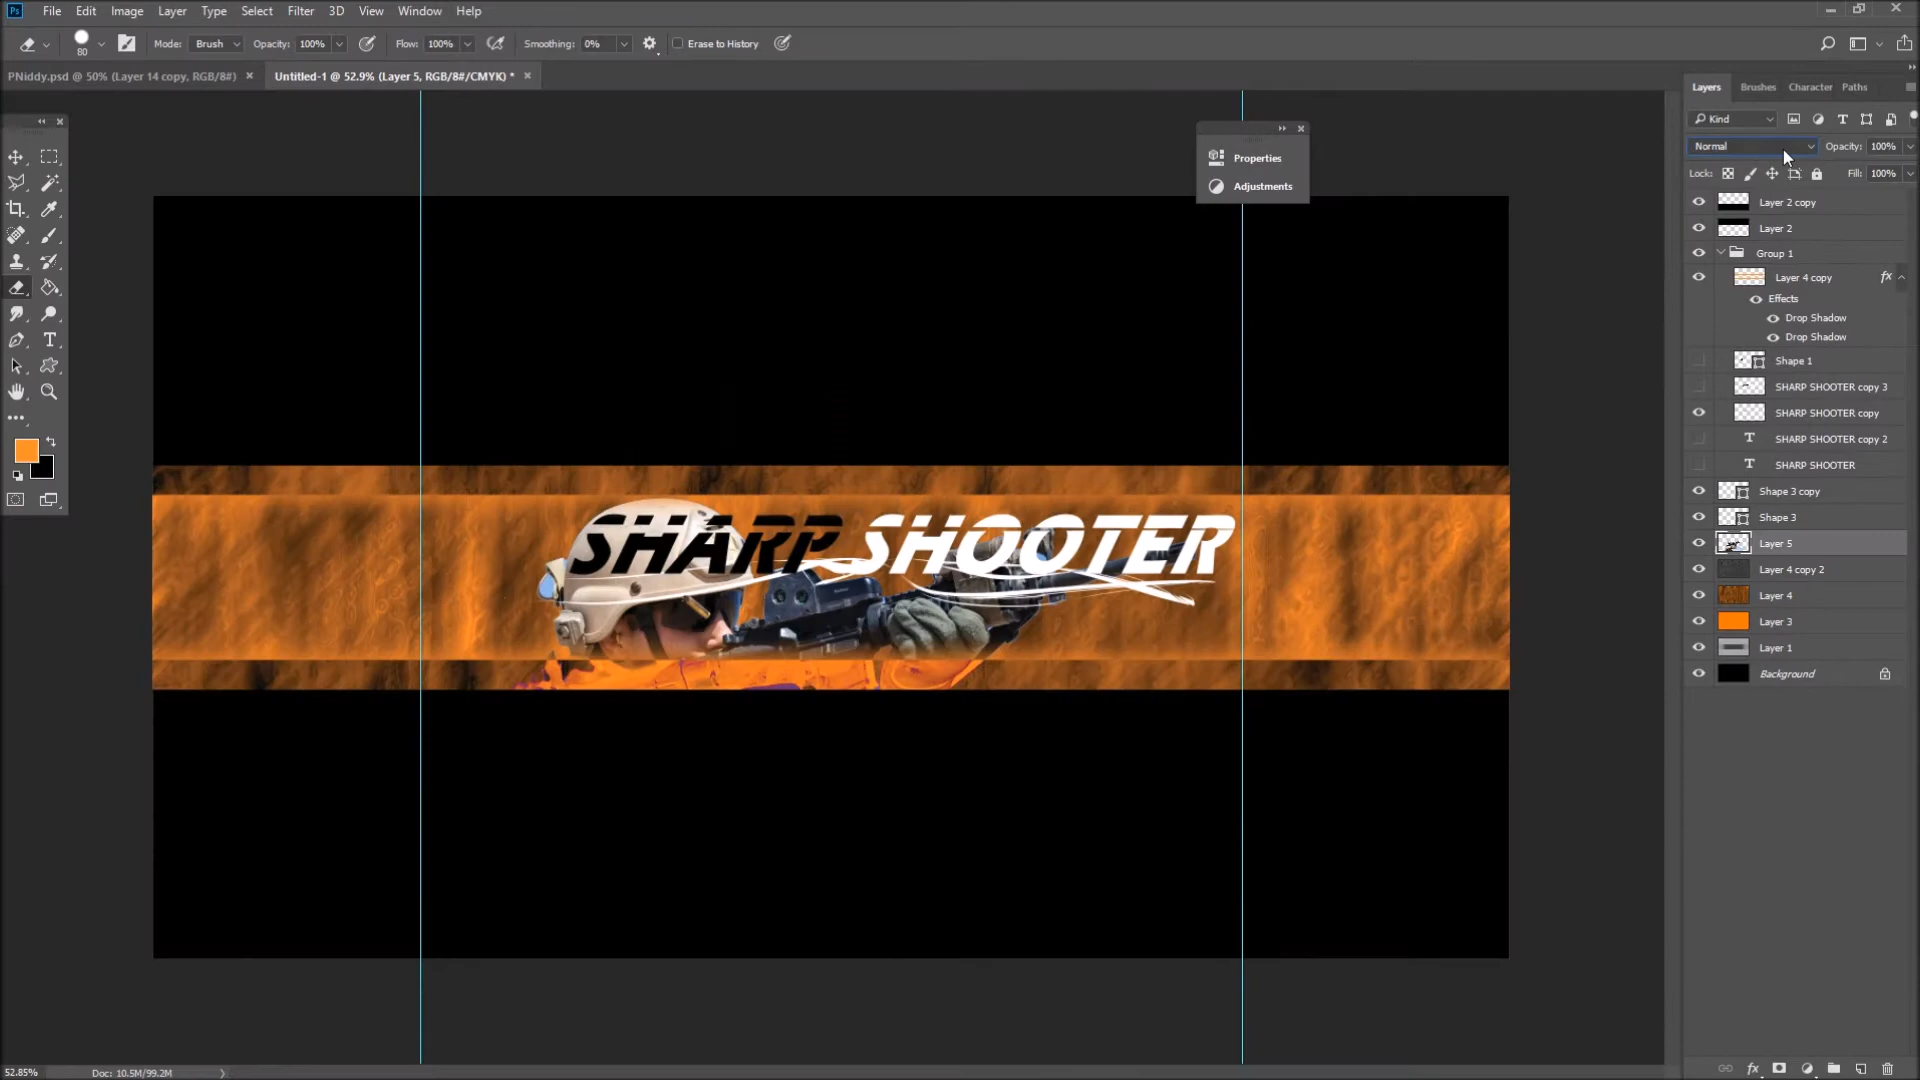 Ps File Edit Image Layer Type Select Filter 3D View Window Help
80 Mode: Brush Opacity: 100% Flow: 100% Smoothing: 0% Erase to History
PNiddy.psd @ 50% (Layer 14 copy, RGB/8#) × Untitled-1 @ 52.9% (Layer 5, RGB/8#/CMYK) * ×
Properties
Adjustments
SHARP SHOOTER
Layers Brushes Character Paths
Kind
Normal Opacity: 100%
Lock: Fill: 100%
Layer 2 copy
Layer 2
Group 1
Layer 4 copy fx
Effects
Drop Shadow
Drop Shadow
Shape 1
SHARP SHOOTER copy 3
SHARP SHOOTER copy
T SHARP SHOOTER copy 2
T SHARP SHOOTER
Shape 3 copy
Shape 3
Layer 5
Layer 4 copy 2
Layer 4
Layer 3
Layer 1
Background
52.85% Doc: 10.5M/99.2M
fx